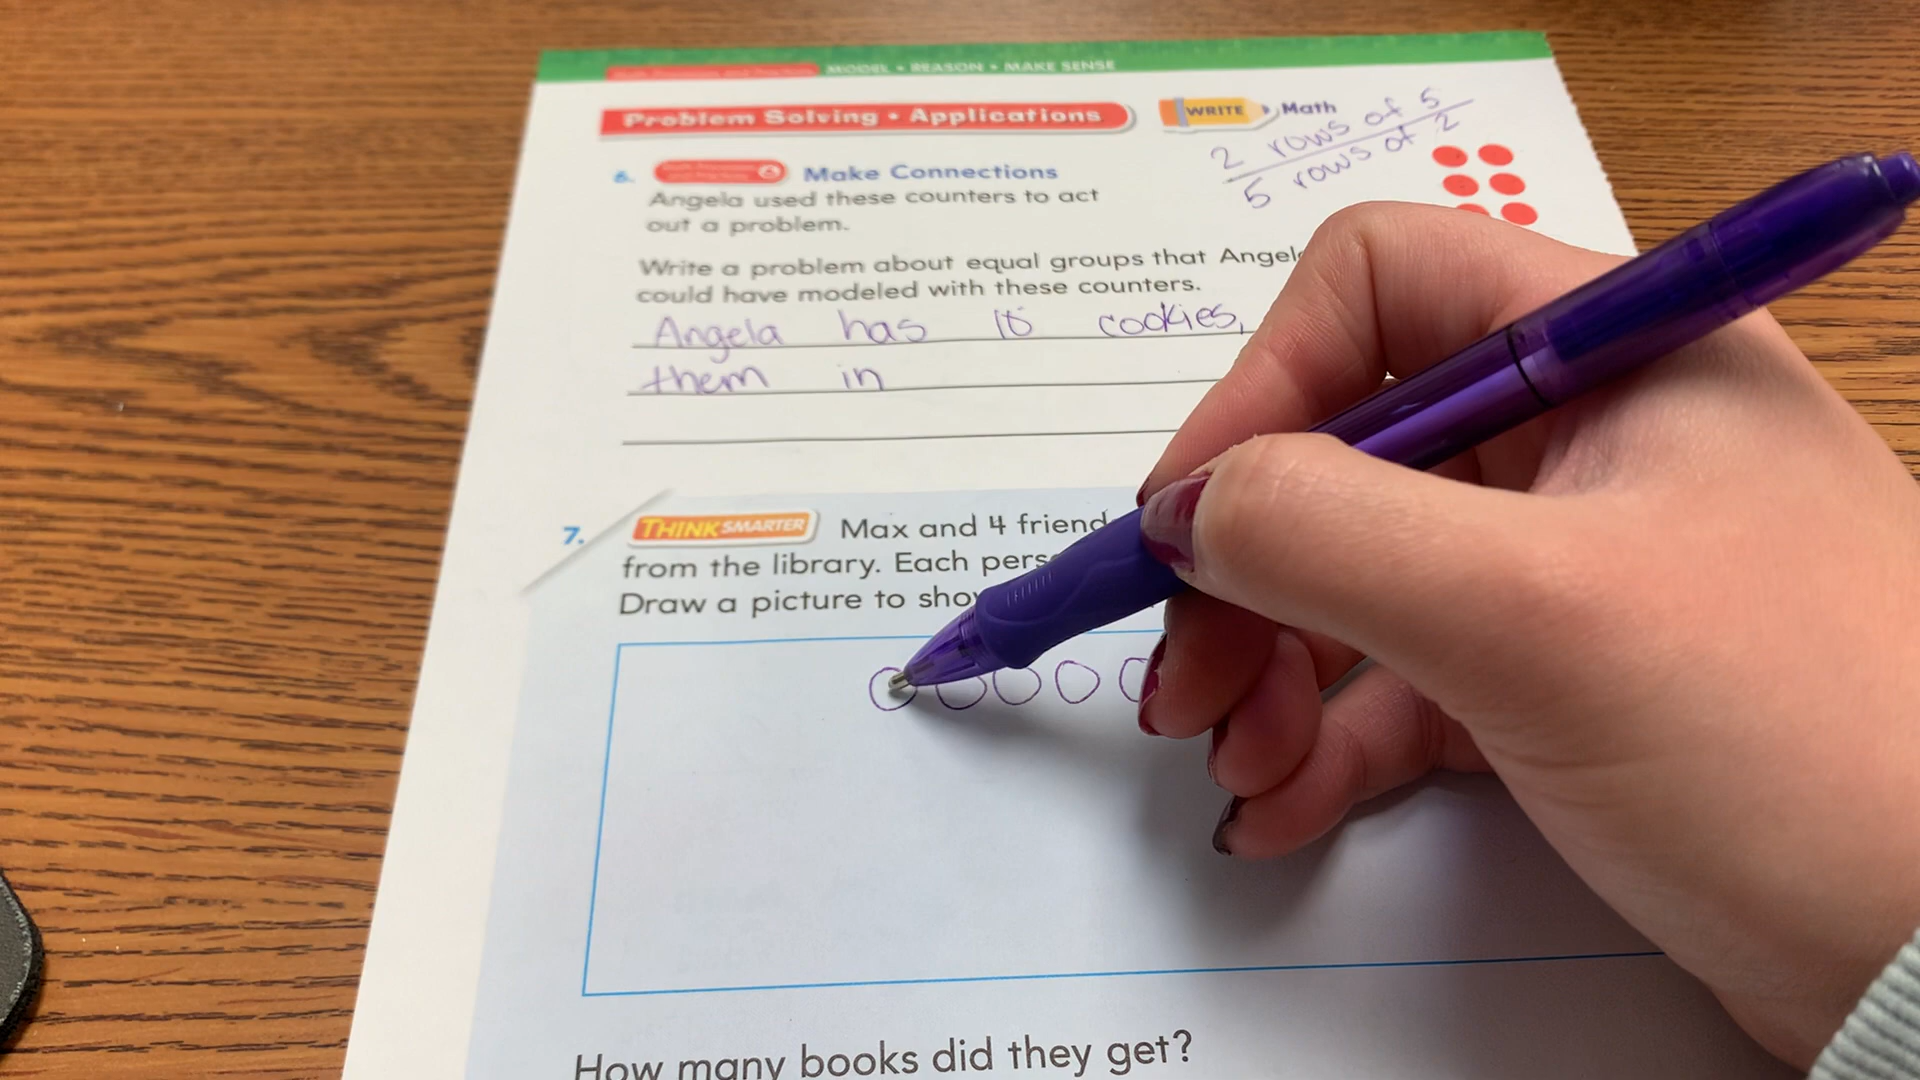 MODEL • REASON • MAKE SENSE
Problem Solving • Applications
WRITE Math
2 rows of 5
5 rows of 2
6. Make Connections
Angela used these counters to act
out a problem.
Write a problem about equal groups that Angela
could have modeled with these counters.
Angela has 10 cookies,
them in
7. THINKSMARTER Max and 4 friend
from the library. Each pers
Draw a picture to sho
How many books did they get?